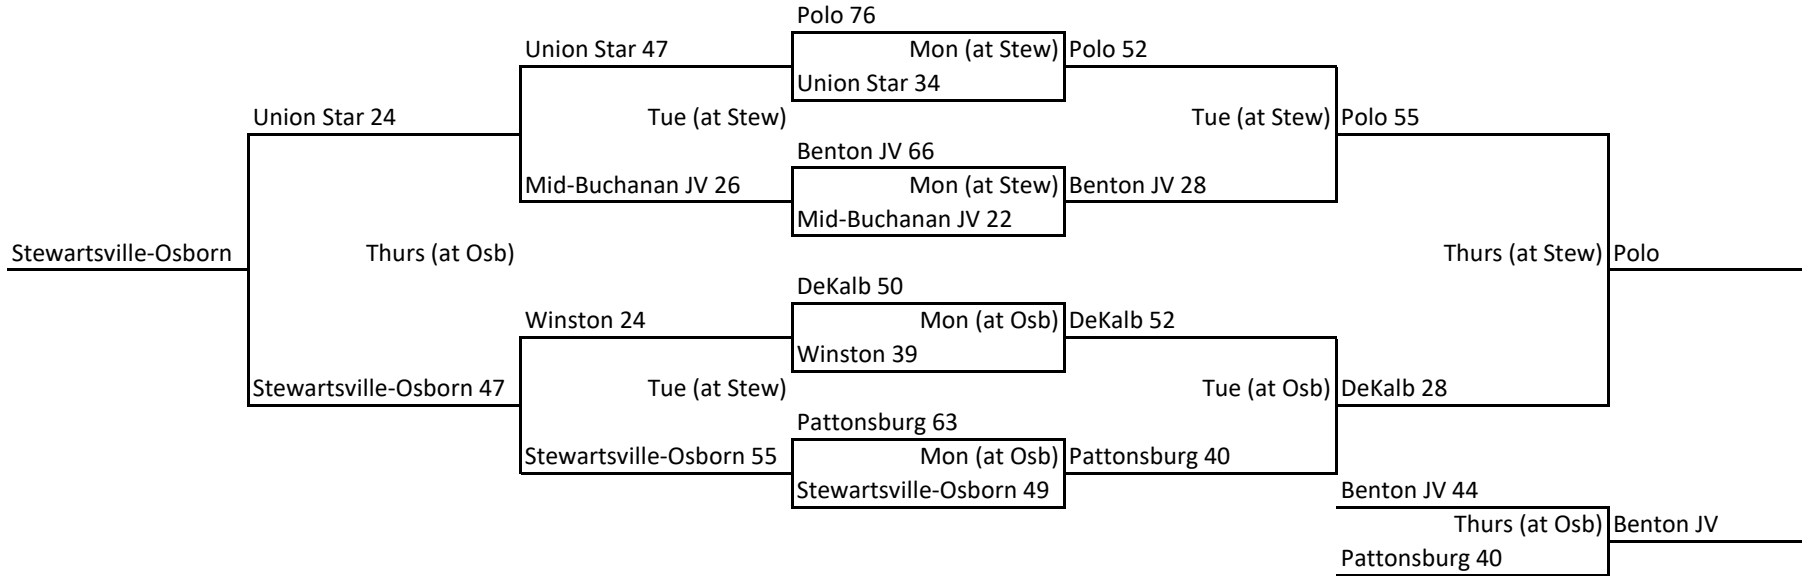 Polo 76
Union Star 47
Mon (at Stew)
Polo 52
Union Star 34
Union Star 24
Tue (at Stew)
Tue (at Stew)
Polo 55
Benton JV 66
Mid-Buchanan JV 26
Mon (at Stew)
Benton JV 28
Mid-Buchanan JV 22
Stewartsville-Osborn
Thurs (at Osb)
Thurs (at Stew)
Polo
DeKalb 50
Winston 24
Mon (at Osb)
DeKalb 52
Winston 39
Stewartsville-Osborn 47
Tue (at Stew)
Tue (at Osb)
DeKalb 28
Pattonsburg 63
Stewartsville-Osborn 55
Mon (at Osb)
Pattonsburg 40
Stewartsville-Osborn 49
Benton JV 44
Thurs (at Osb)
Benton JV
Pattonsburg 40